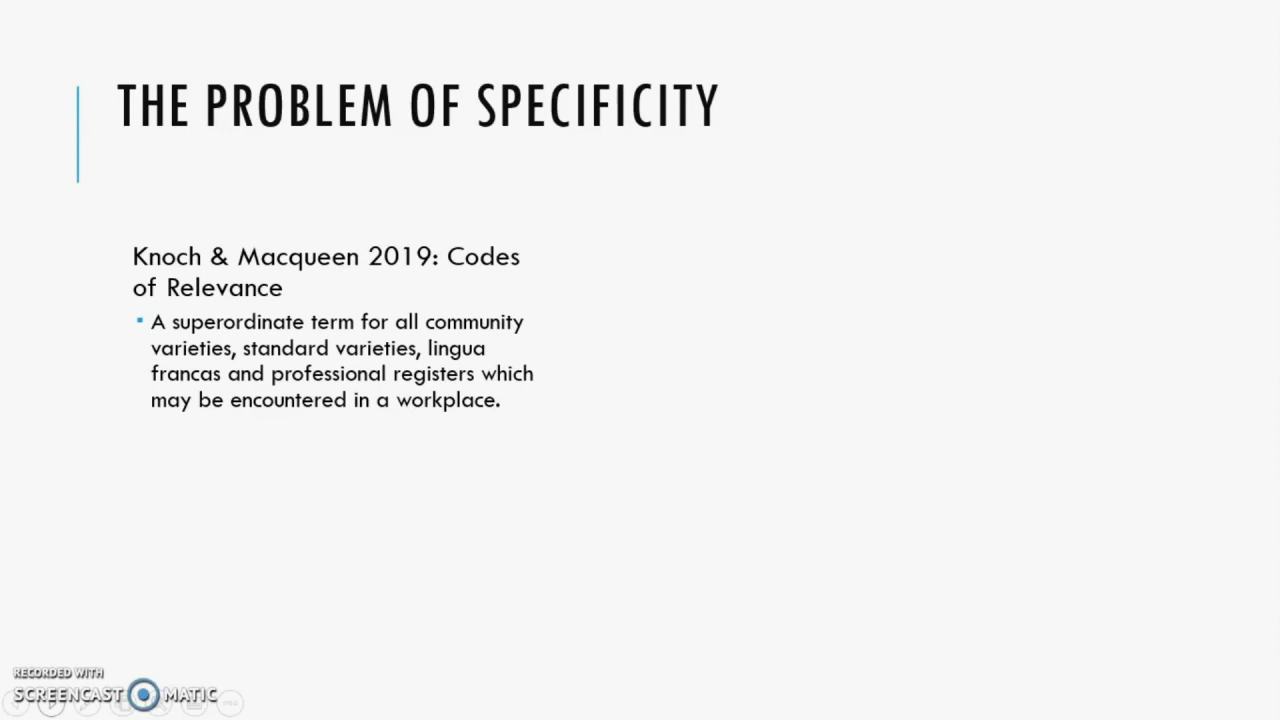 THE PROBLEM OF SPECIFICITY
Knoch & Macqueen 2019: Codes
of Relevance
▪ A superordinate term for all community
varieties, standard varieties, lingua
francas and professional registers which
may be encountered in a workplace.
RECORDED WITH
SCREENCAST MATIC